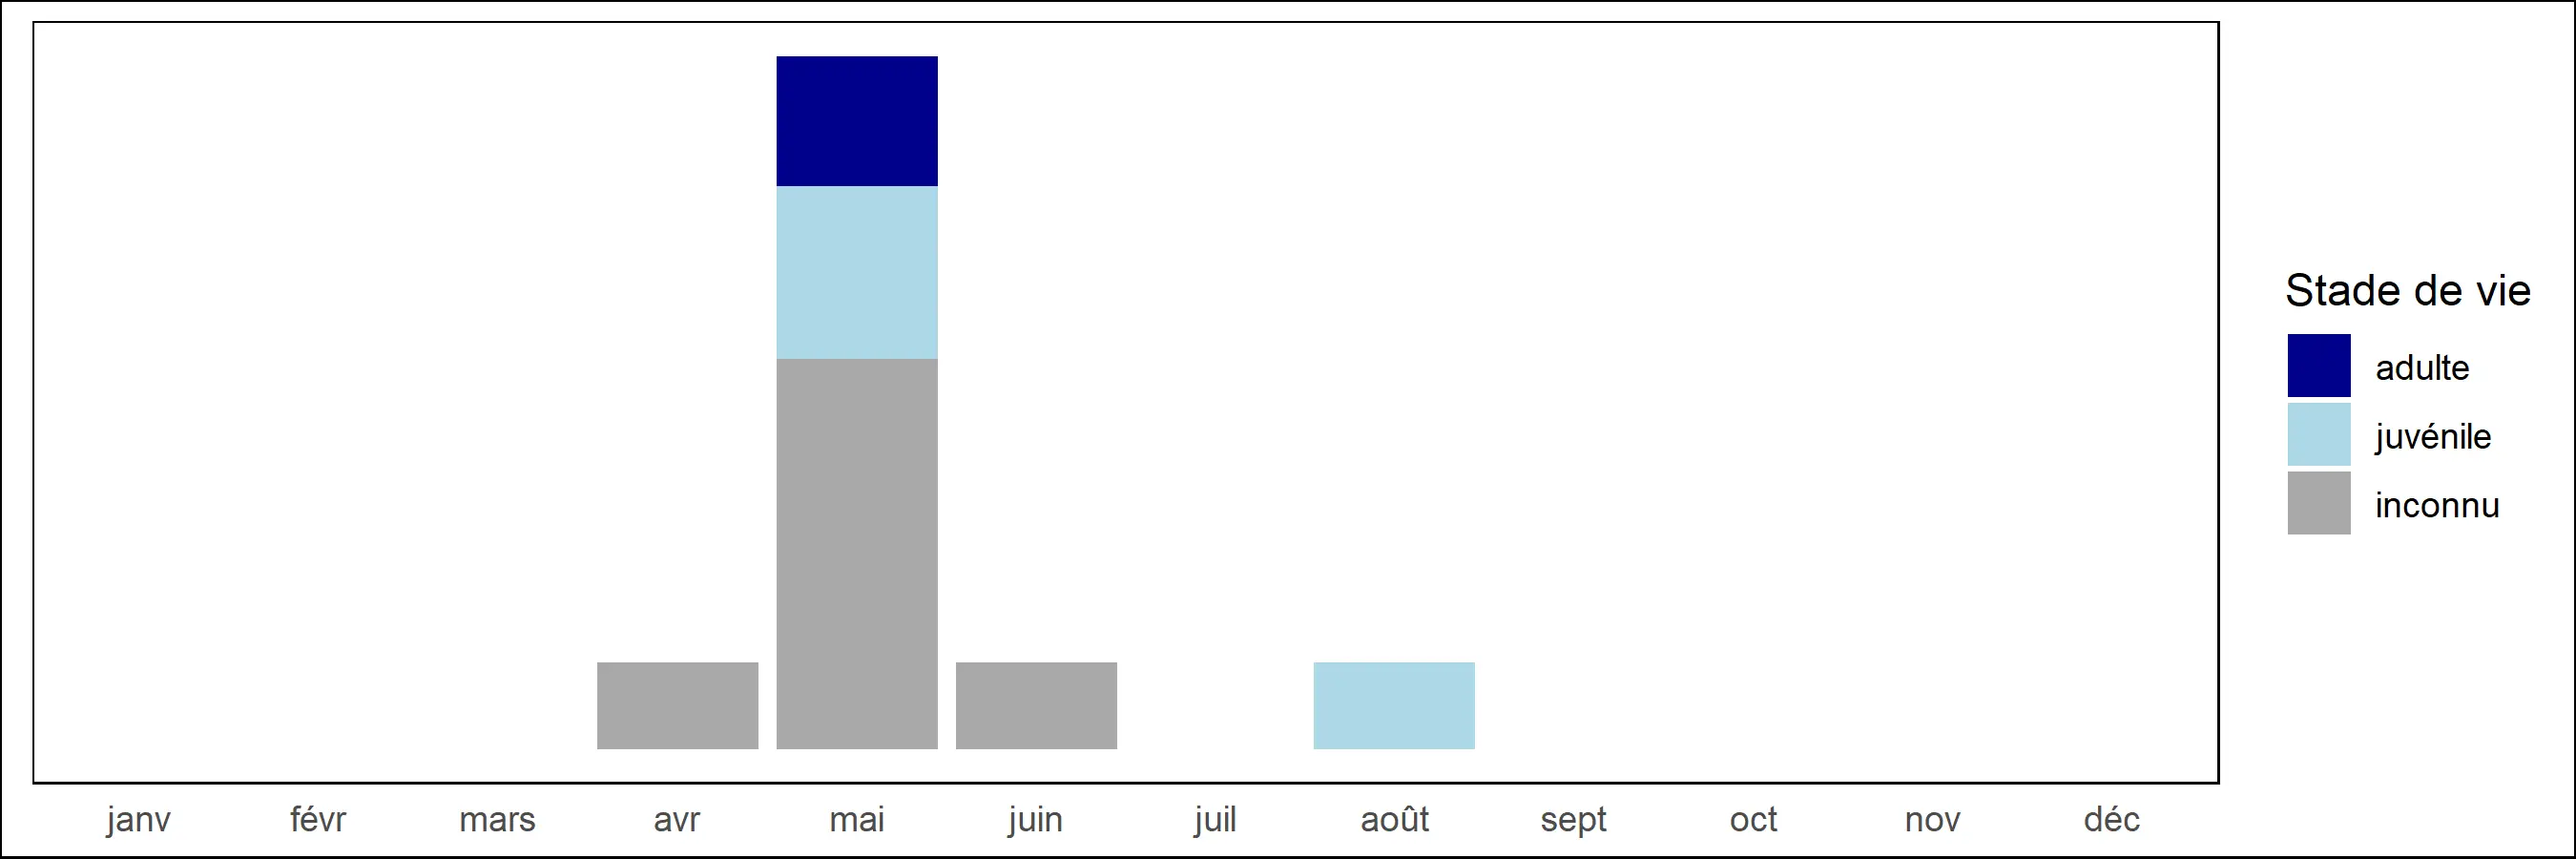 Stade de vie
adulte
juvénile
inconnu
janv févr mars avr mai juin juil août sept oct nov déc